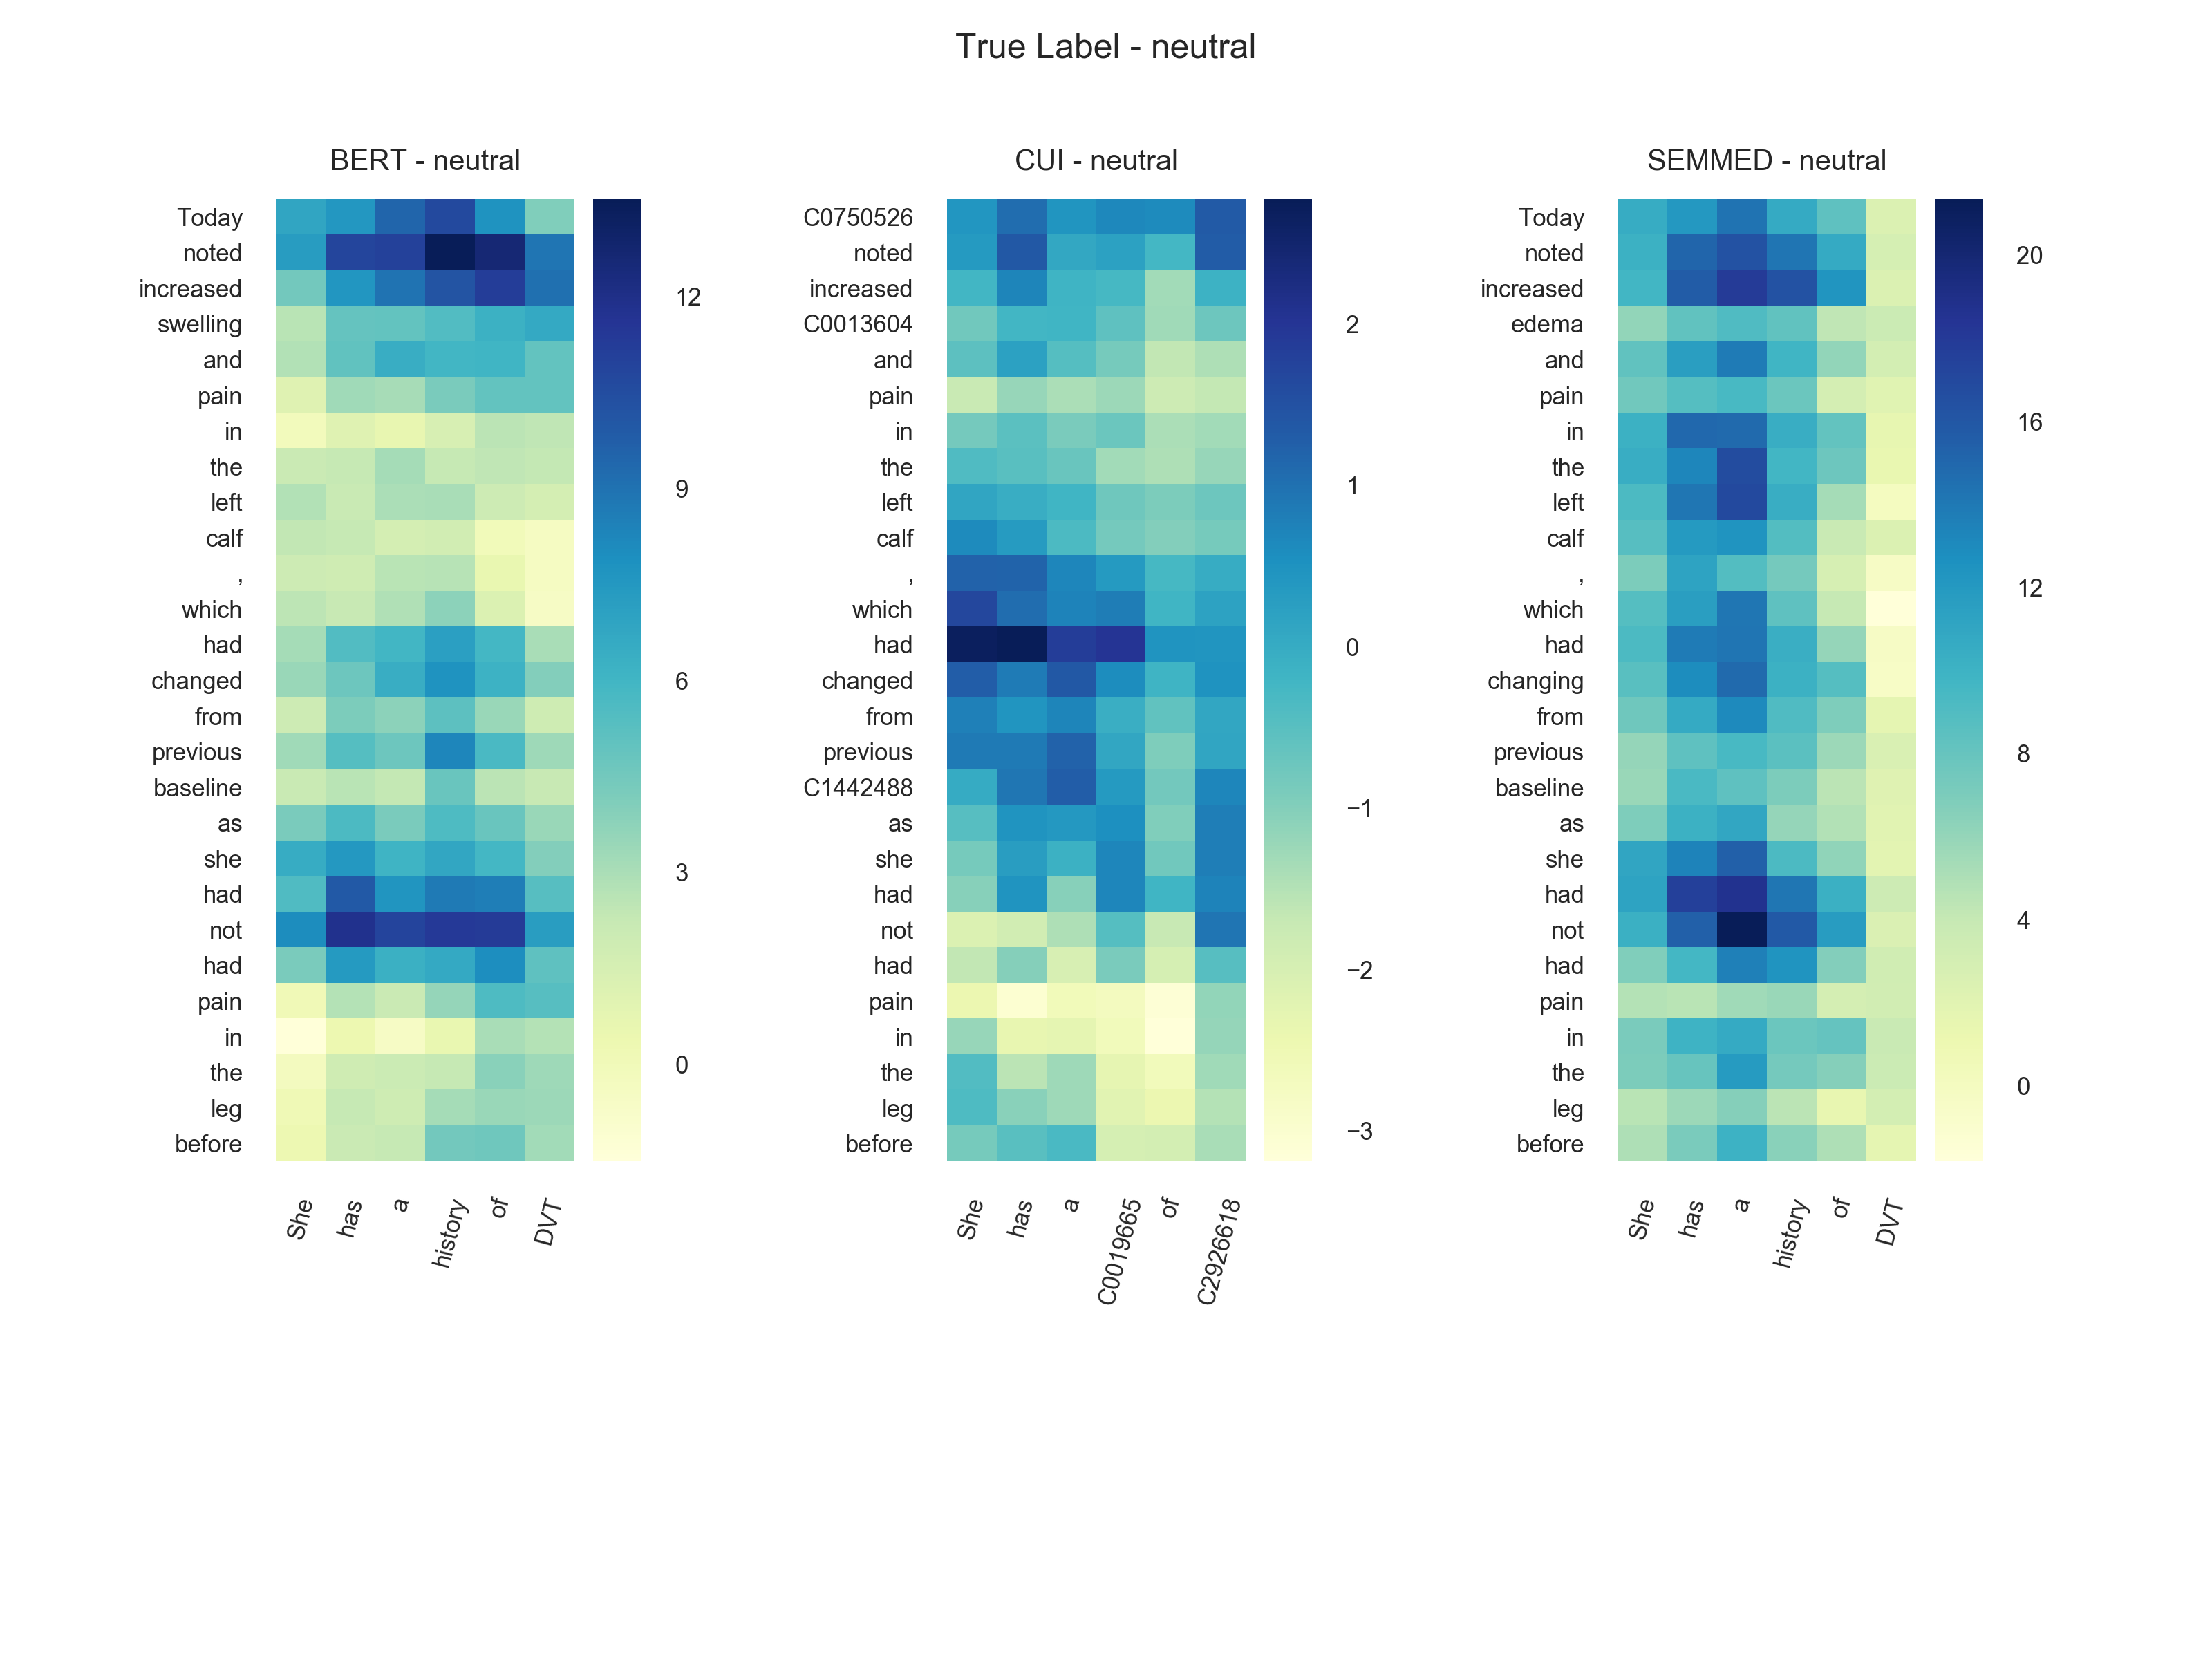 True Label - neutral
BERT - neutral
Today
noted
increased
swelling
and
pain
in
the
left
calf
,
which
had
changed
from
previous
baseline
as
she
had
not
had
pain
in
the
leg
before
She
has
a
history
of
DVT
12
9
6
3
0
CUI - neutral
C0750526
noted
increased
C0013604
and
pain
in
the
left
calf
,
which
had
changed
from
previous
C1442488
as
she
had
not
had
pain
in
the
leg
before
She
has
a
C0019665
of
C2926618
2
1
0
−1
−2
−3
SEMMED - neutral
Today
noted
increased
edema
and
pain
in
the
left
calf
,
which
had
changing
from
previous
baseline
as
she
had
not
had
pain
in
the
leg
before
She
has
a
history
of
DVT
20
16
12
8
4
0